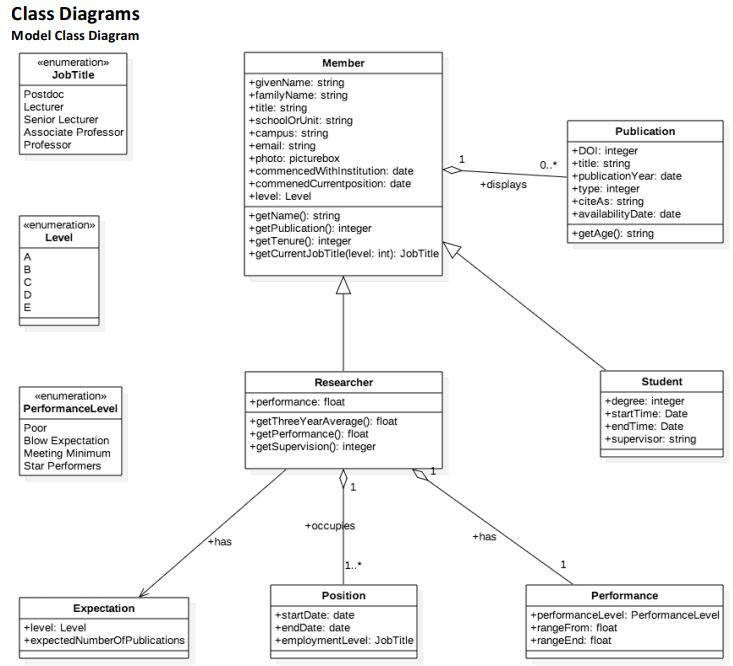 Class Diagrams
Model Class Diagram
«enumeration»
JobTitle
Postdoc
Lecturer
Senior Lecturer
Associate Professor
Professor
Member
+givenName: string
+familyName: string
+title: string
+schoolOrUnit: string
+campus: string
+email: string
+photo: picturebox
+commencedWithInstitution: date
+commenedCurrentposition: date
+level: Level
+getName(): string
+getPublication(): integer
+getTenure(): integer
+getCurrentJobTitle(level: int): JobTitle
1
0..*
+displays
Publication
+DOI: integer
+title: string
+publicationYear: date
+type: integer
+citeAs: string
+availabilityDate: date
+getAge(): string
«enumeration»
Level
A
B
C
D
E
«enumeration»
PerformanceLevel
Poor
Blow Expectation
Meeting Minimum
Star Performers
Researcher
+performance: float
+getThreeYearAverage(): float
+getPerformance(): float
+getSupervision(): integer
Student
+degree: integer
+startTime: Date
+endTime: Date
+supervisor: string
1
1
+occupies
+has
+has
1..*
1
Expectation
+level: Level
+expectedNumberOfPublications
Position
+startDate: date
+endDate: date
+employmentLevel: JobTitle
Performance
+performanceLevel: PerformanceLevel
+rangeFrom: float
+rangeEnd: float